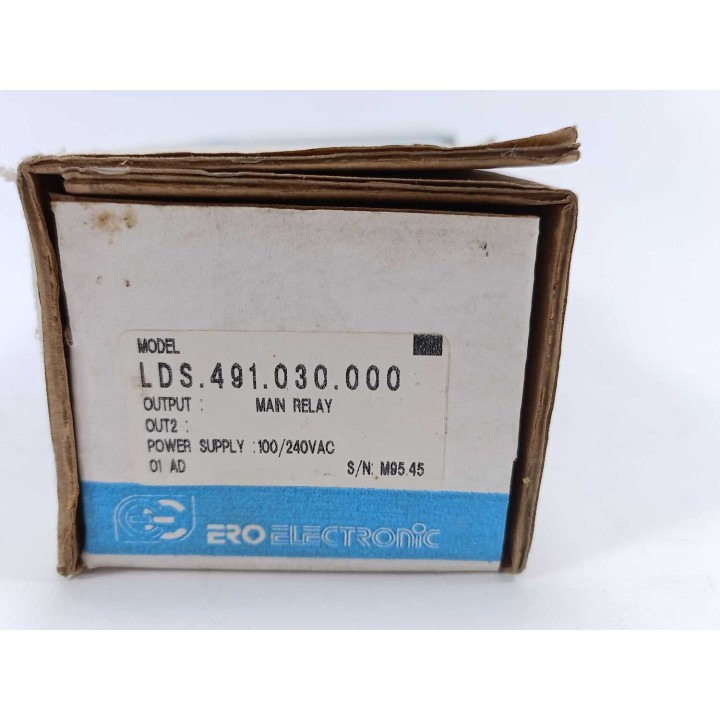 MODEL
LDS.491.030.000
OUTPUT : MAIN RELAY
OUT2 :
POWER SUPPLY :100/240VAC
01 AD S/N: M95.45
ERO ELECTRONIC